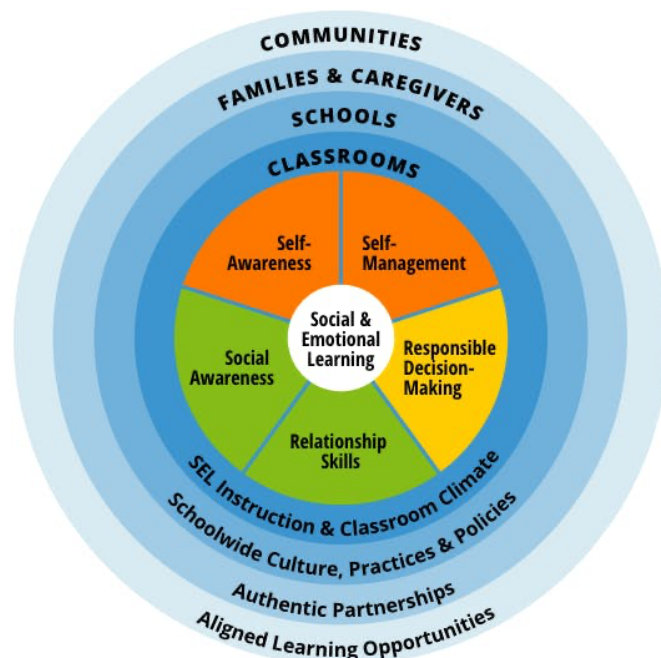 COMMUNITIES
FAMILIES & CAREGIVERS
SCHOOLS
CLASSROOMS
Self-
Awareness
Self-
Management
Social &
Emotional
Learning
Social
Awareness
Responsible
Decision-
Making
Relationship
Skills
SEL Instruction & Classroom Climate
Schoolwide Culture, Practices & Policies
Authentic Partnerships
Aligned Learning Opportunities